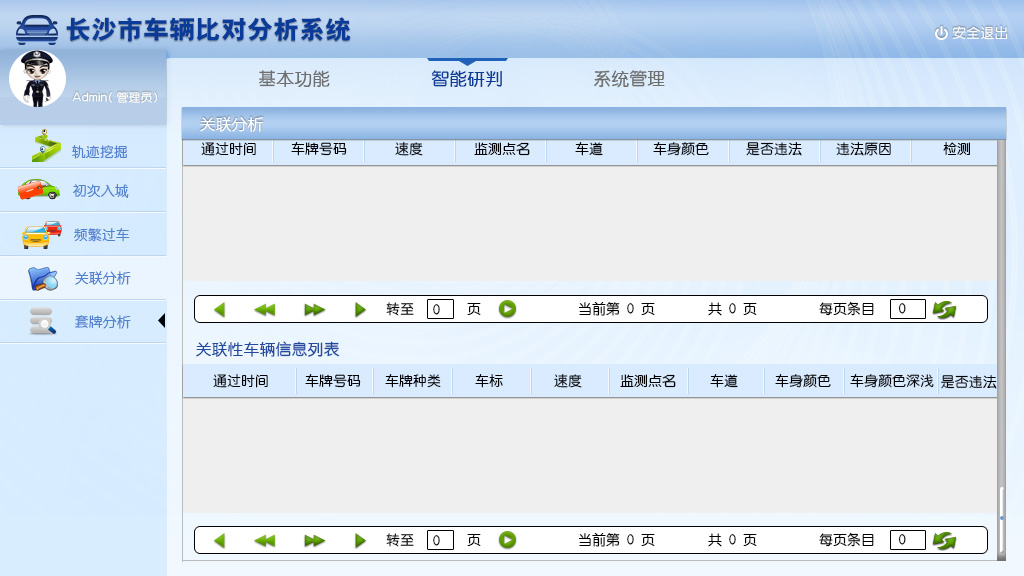 长沙市车辆比对分析系统
安全退出
Admin( 管理员)
基本功能 智能研判 系统管理
轨迹挖掘
初次入城
频繁过车
关联分析
套牌分析
关联分析
通过时间 车牌号码 速度 监测点名 车道 车身颜色 是否违法 违法原因 检测
转至 0 页 当前第 0 页 共 0 页 每页条目 0
关联性车辆信息列表
通过时间 车牌号码 车牌种类 车标 速度 监测点名 车道 车身颜色 车身颜色深浅 是否违法
转至 0 页 当前第 0 页 共 0 页 每页条目 0